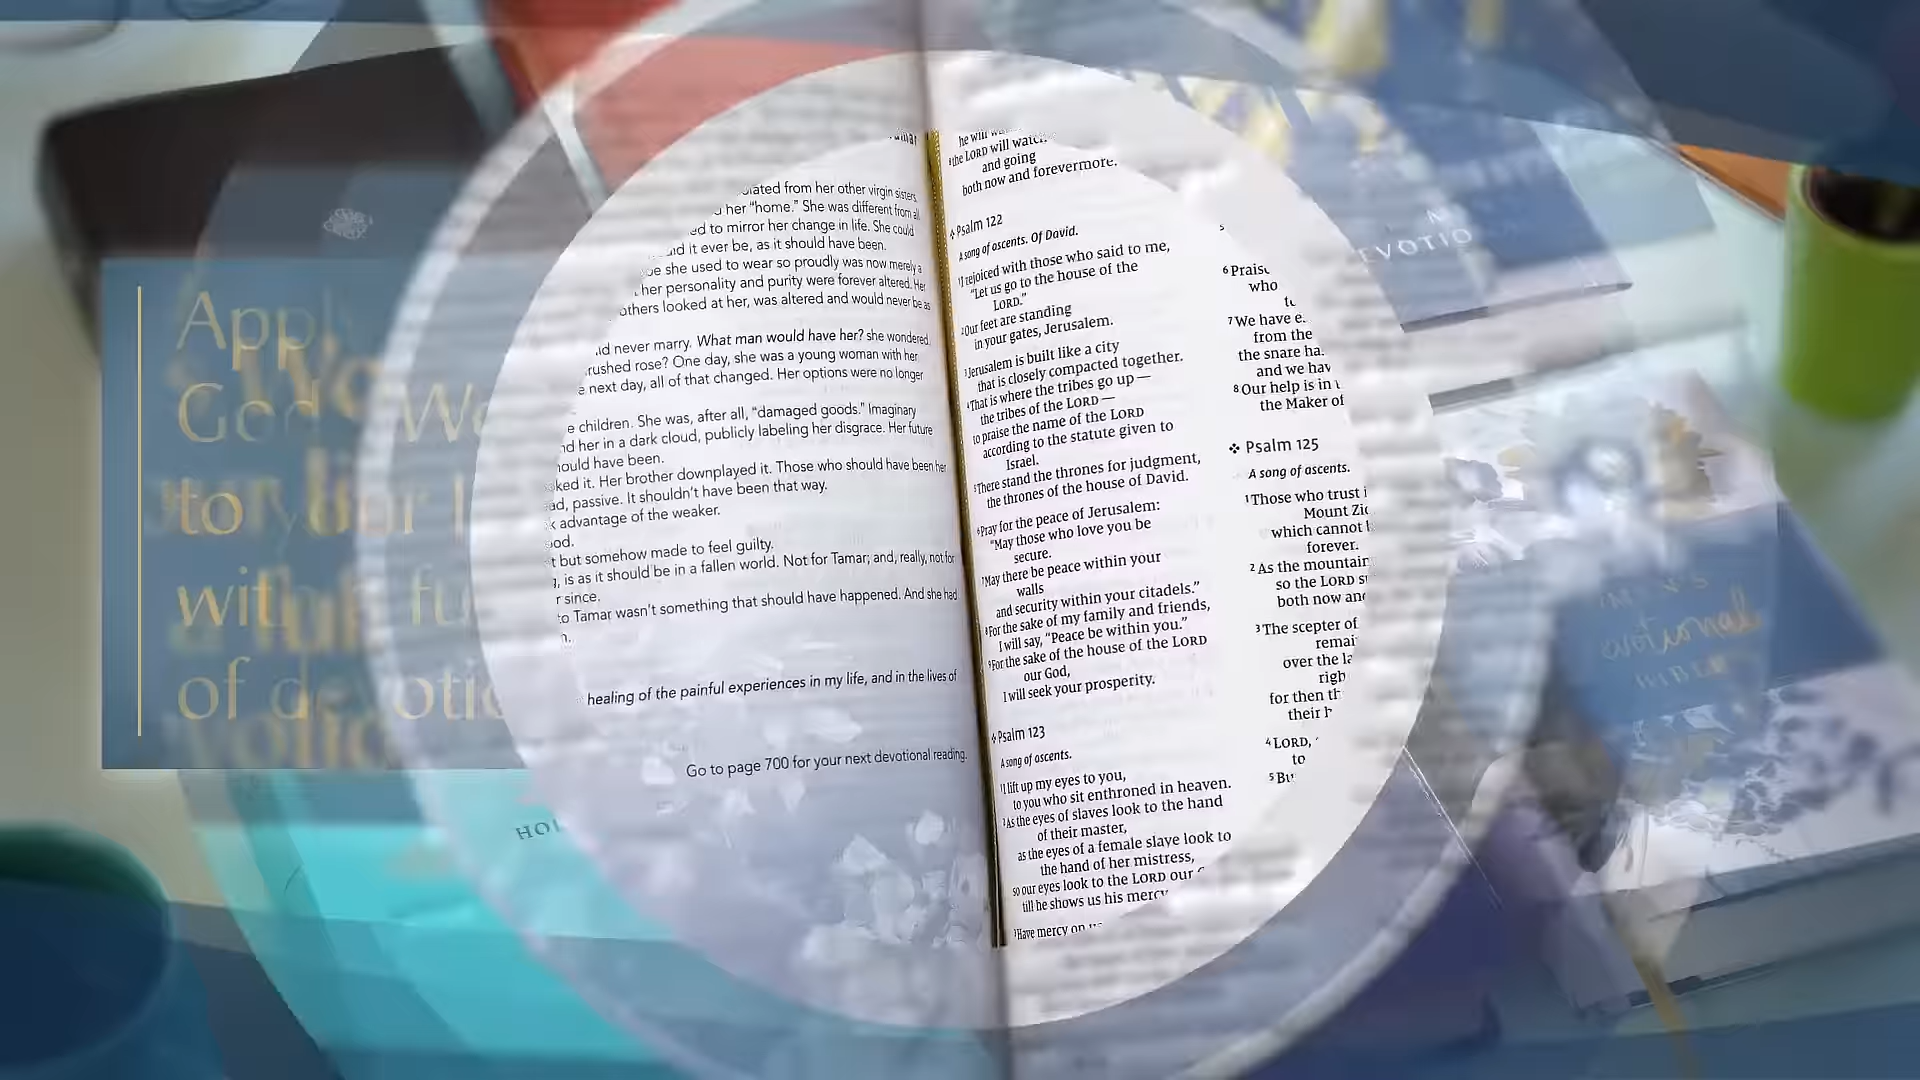 App
God
to your
with fu
of devotio
HOL
ated from her other virgin sisters,
her "home." She was different from all
ed to mirror her change in life. She could
it ever be, as it should have been.
she used to wear so proudly was now merely a
her personality and purity were forever altered. Her
others looked at her, was altered and would never be as
ld never marry. What man would have her? she wondered.
rushed rose? One day, she was a young woman with her
next day, all of that changed. Her options were no longer
e children. She was, after all, "damaged goods." Imaginary
nd her in a dark cloud, publicly labeling her disgrace. Her future
ould have been.
ked it. Her brother downplayed it. Those who should have been her
ad, passive. It shouldn't have been that way.
k advantage of the weaker.
od.
t but somehow made to feel guilty.
, is as it should be in a fallen world. Not for Tamar; and, really, not for
r since.
to Tamar wasn't something that should have happened. And she had
n.
healing of the painful experiences in my life, and in the lives of
Go to page 700 for your next devotional reading.
he will
the LORD will watch
and going
both now and forevermore.
Psalm 122
A song of ascents. Of David.
1 I rejoiced with those who said to me,
"Let us go to the house of the
LORD."
2 Our feet are standing
in your gates, Jerusalem.
3 Jerusalem is built like a city
that is closely compacted together.
4 That is where the tribes go up—
the tribes of the LORD—
to praise the name of the LORD
according to the statute given to
Israel.
5 There stand the thrones for judgment,
the thrones of the house of David.
6 Pray for the peace of Jerusalem:
"May those who love you be
secure.
7 May there be peace within your
walls
and security within your citadels."
8 For the sake of my family and friends,
I will say, "Peace be within you."
9 For the sake of the house of the LORD
our God,
I will seek your prosperity.
Psalm 123
A song of ascents.
1 I lift up my eyes to you,
to you who sit enthroned in heaven.
2 As the eyes of slaves look to the hand
of their master,
as the eyes of a female slave look to
the hand of her mistress,
so our eyes look to the LORD our
till he shows us his mercy
3 Have mercy on
5
6 Praise
who
7 We have e
from the
the snare ha
and we hav
8 Our help is in
the Maker of
❖ Psalm 125
A song of ascents.
1 Those who trust i
Mount Zio
which cannot
forever.
2 As the mountain
so the LORD su
both now and
3 The scepter of
remai
over the la
righ
for then th
their h
4 LORD,
to
5 Bu
EVOTIO
evotional
BIBLE